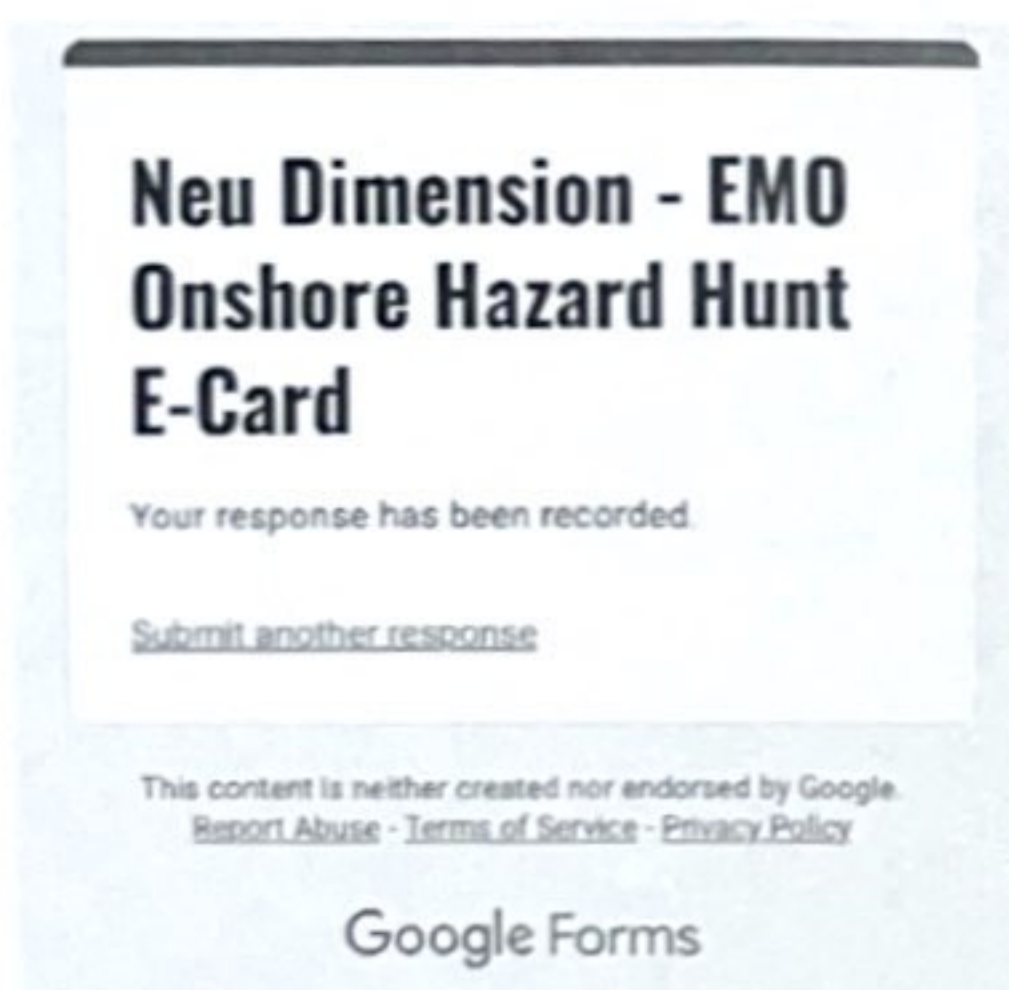 Neu Dimension - EMO
Onshore Hazard Hunt
E-Card
Your response has been recorded.
Submit another response
This content is neither created nor endorsed by Google.
Report Abuse - Terms of Service - Privacy Policy
Google Forms